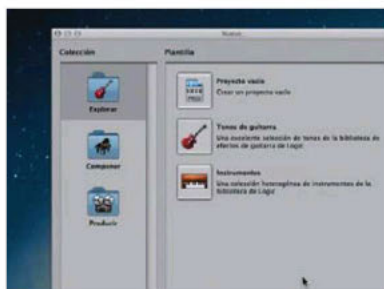 Nuevo
Colección
Plantilla
Explorar
Componer
Producir
Proyecto vacío
Crear un proyecto vacío
Tonos de guitarra
Una excelente selección de tonos de la biblioteca de
efectos de guitarra de Logic
Instrumentos
Una colección heterogénea de instrumentos de la
biblioteca de Logic